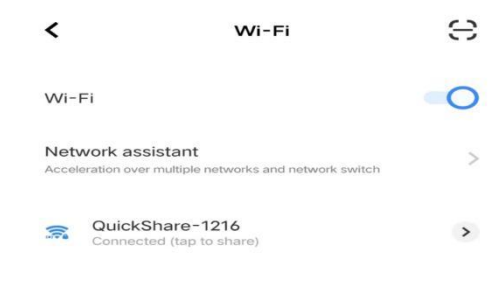 Wi-Fi
Wi-Fi
Network assistant
Acceleration over multiple networks and network switch
QuickShare-1216
Connected (tap to share)